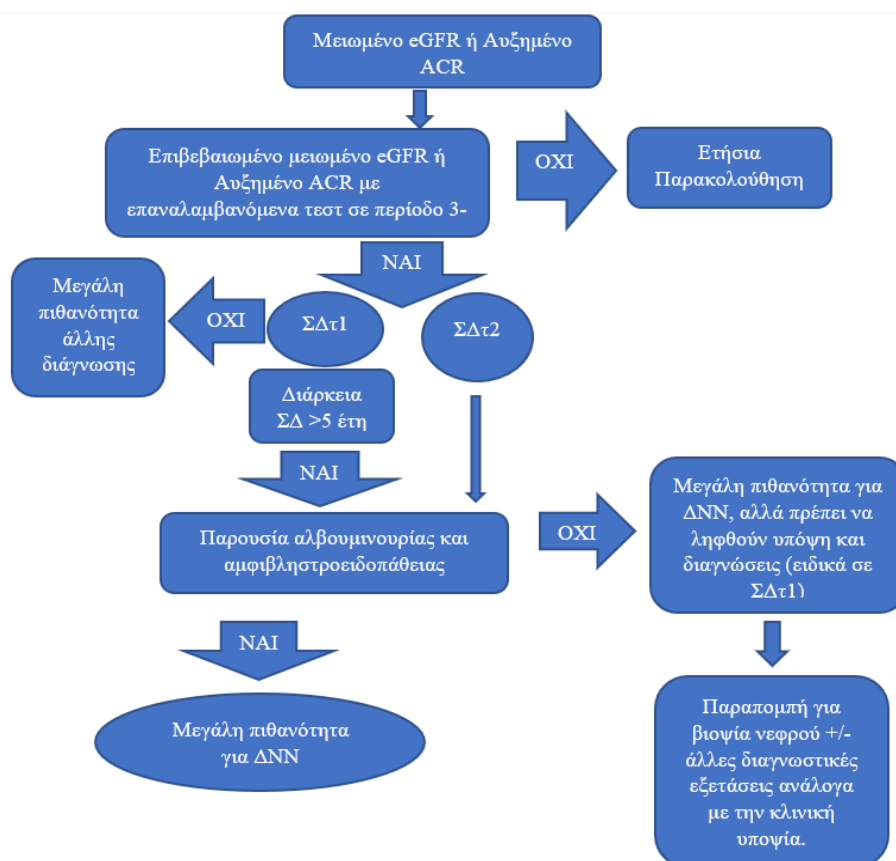 Μειωμένο eGFR ή Αυξημένο
ACR
Επιβεβαιωμένο μειωμένο eGFR ή
Αυξημένο ACR με
επαναλαμβανόμενα τεστ σε περίοδο 3-
ΟΧΙ
Ετήσια
Παρακολούθηση
ΝΑΙ
Μεγάλη
πιθανότητα
άλλης
διάγνωσης
ΟΧΙ
ΣΔτ1
ΣΔτ2
Διάρκεια
ΣΔ >5 έτη
ΝΑΙ
Παρουσία αλβουμινουρίας και
αμφιβληστροειδοπάθειας
ΟΧΙ
Μεγάλη πιθανότητα για
ΔΝΝ, αλλά πρέπει να
ληφθούν υπόψη και
διαγνώσεις (ειδικά σε
ΣΔτ1)
ΝΑΙ
Μεγάλη πιθανότητα
για ΔΝΝ
Παραπομπή για
βιοψία νεφρού +/-
άλλες διαγνωστικές
εξετάσεις ανάλογα
με την κλινική
υποψία.